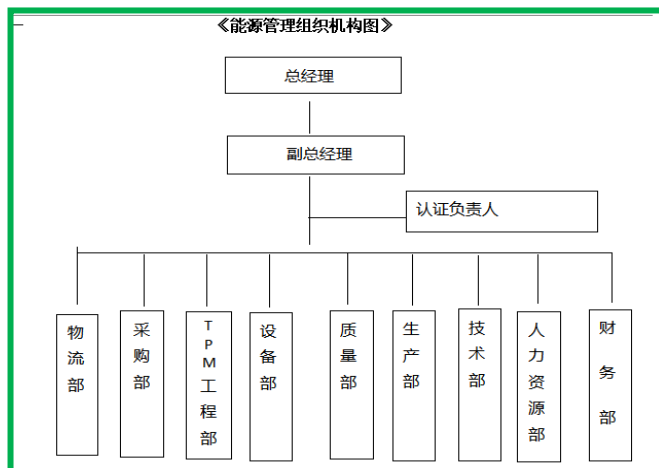 《能源管理组织机构图》
总经理
副总经理
认证负责人
物流部
采购部
TPM工程部
设备部
质量部
生产部
技术部
人力资源部
财务部